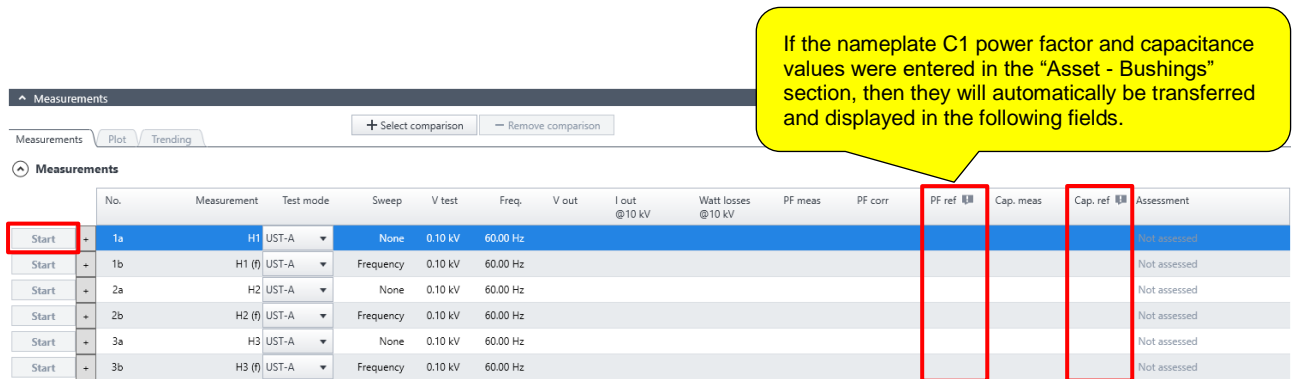 If the nameplate C1 power factor and capacitance
values were entered in the “Asset - Bushings”
section, then they will automatically be transferred
and displayed in the following fields.
Measurements
+ Select comparison − Remove comparison
Measurements Plot Trending
Measurements
No. Measurement Test mode Sweep V test Freq. V out I out @10 kV Watt losses @10 kV PF meas PF corr PF ref Cap. meas Cap. ref Assessment
Start + 1a H1 UST-A None 0.10 kV 60.00 Hz Not assessed
Start + 1b H1 (f) UST-A Frequency 0.10 kV 60.00 Hz Not assessed
Start + 2a H2 UST-A None 0.10 kV 60.00 Hz Not assessed
Start + 2b H2 (f) UST-A Frequency 0.10 kV 60.00 Hz Not assessed
Start + 3a H3 UST-A None 0.10 kV 60.00 Hz Not assessed
Start + 3b H3 (f) UST-A Frequency 0.10 kV 60.00 Hz Not assessed